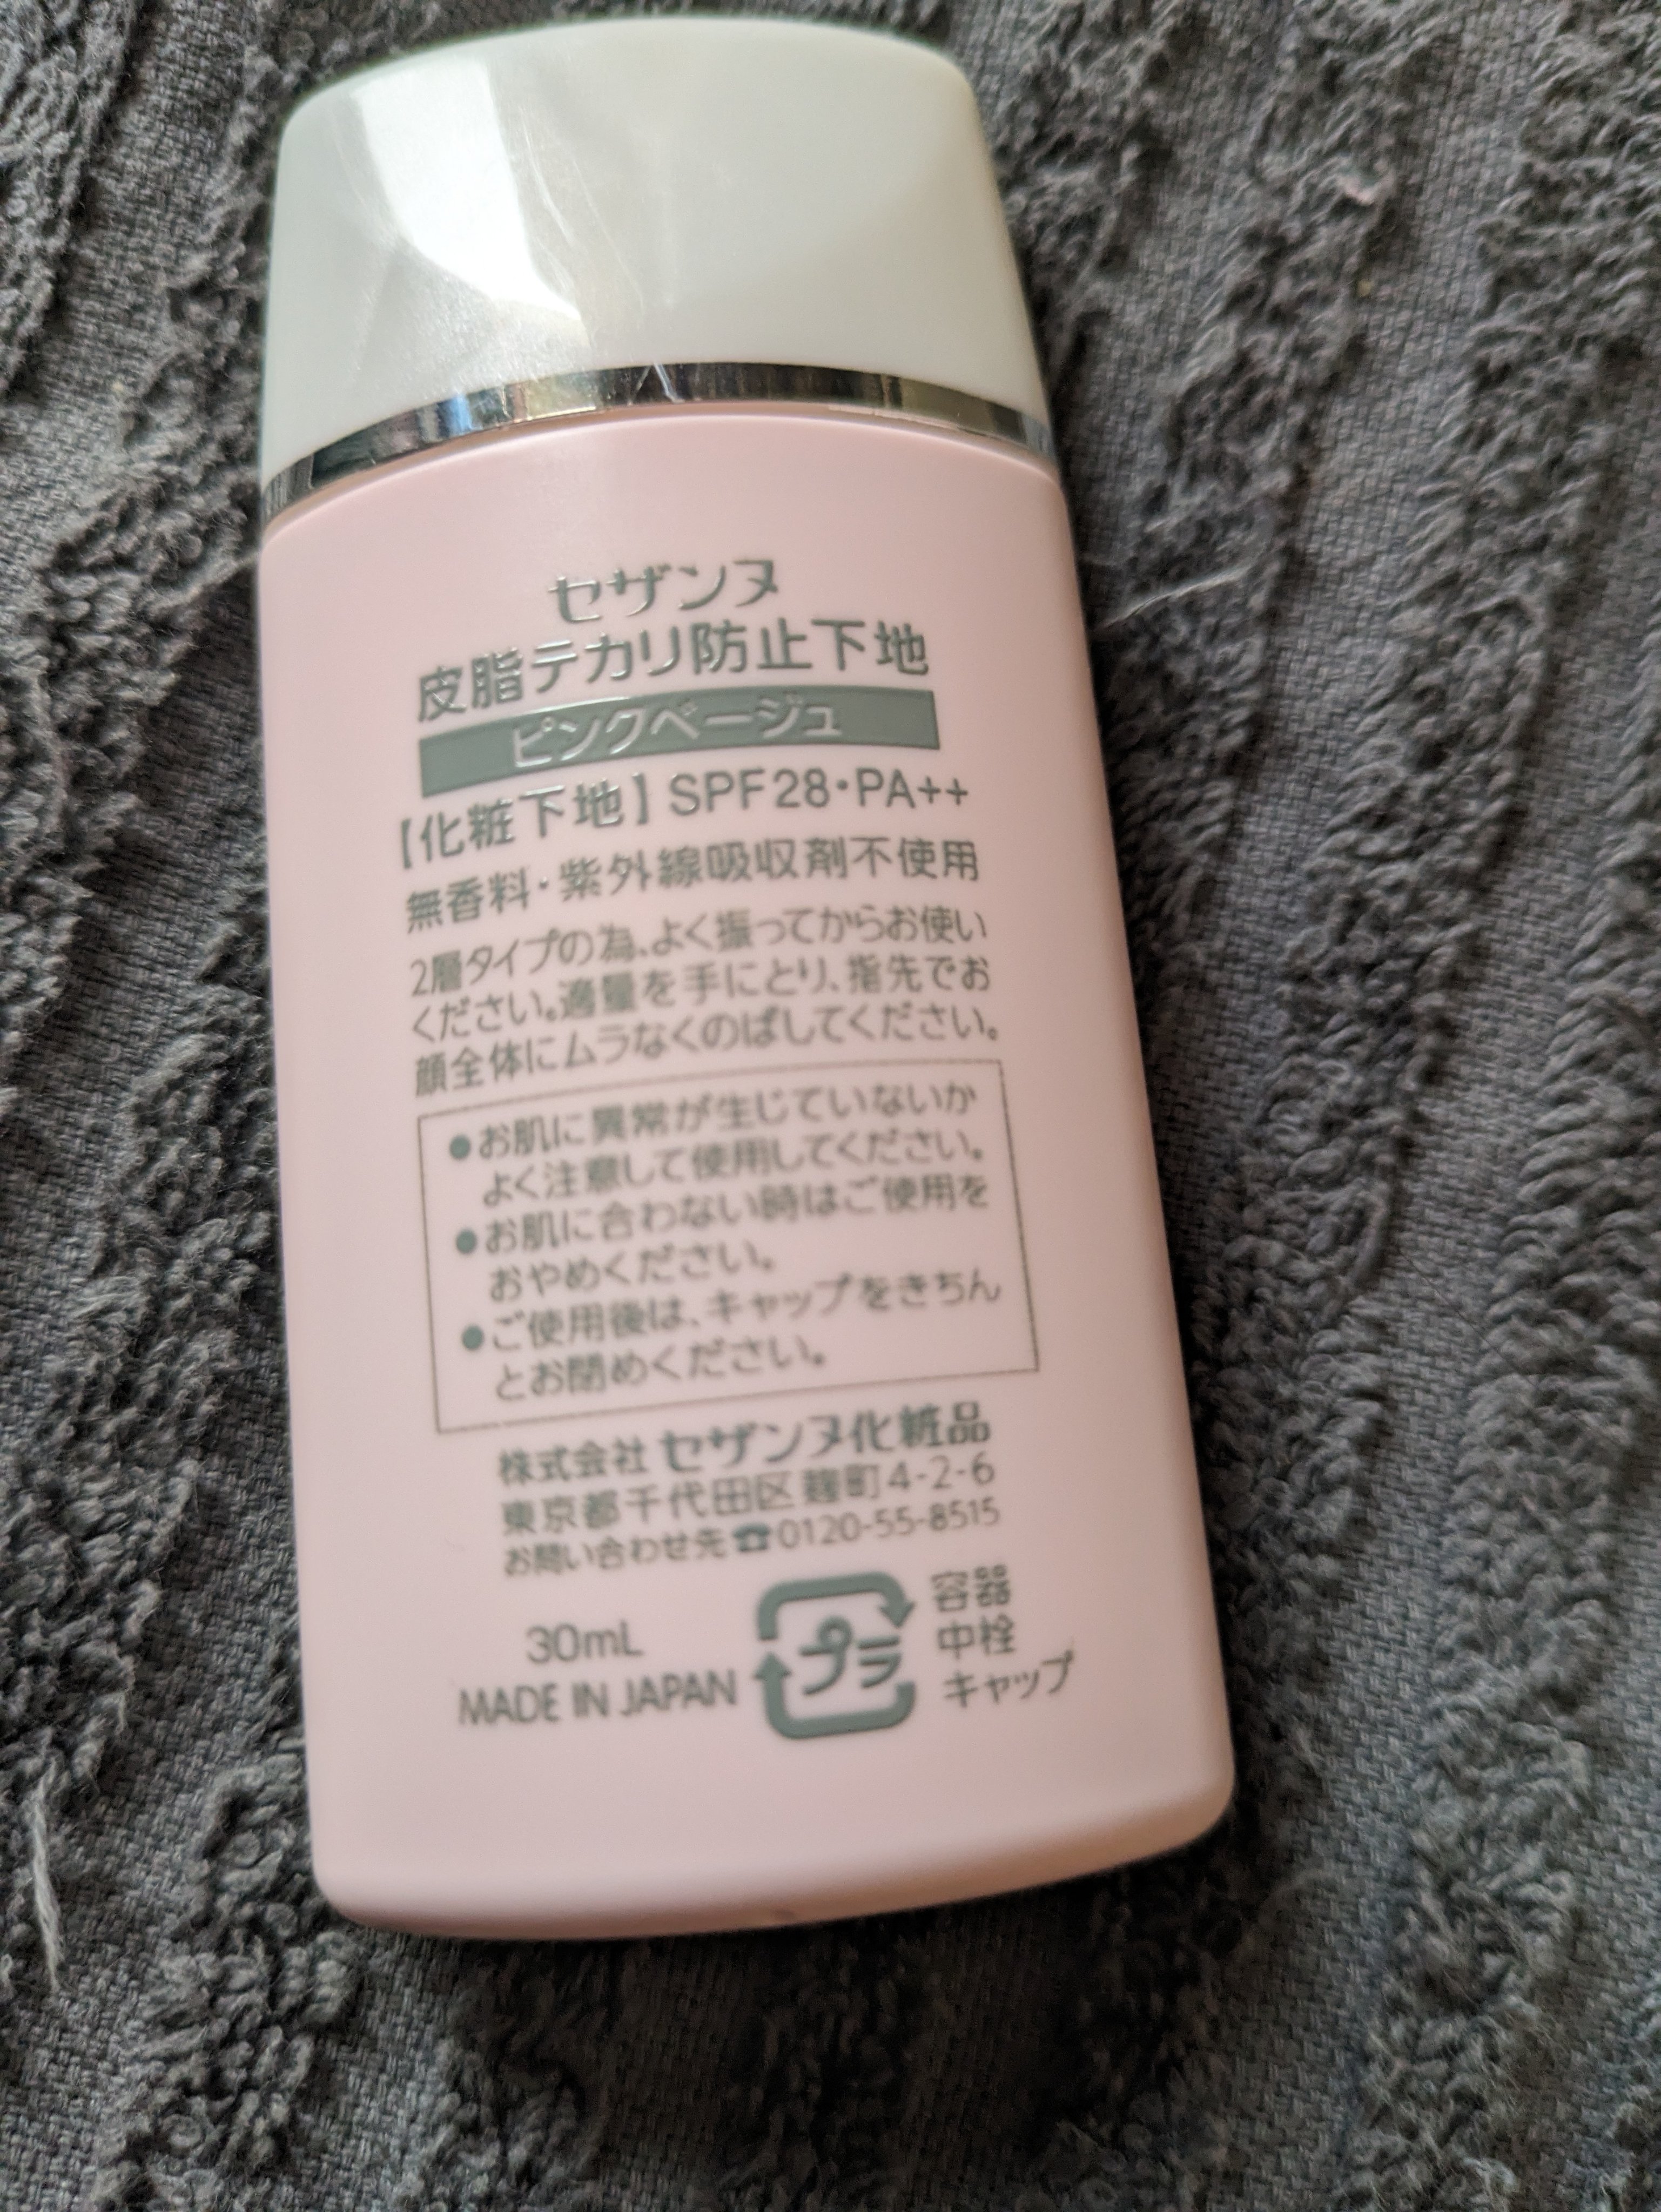 セザンヌ
皮脂テカリ防止下地
ピンクベージュ
【化粧下地】SPF28・PA++
無香料・紫外線吸収剤不使用
2層タイプの為、よく振ってからお使い
ください。適量を手にとり、指先でお
顔全体にムラなくのばしてください。
●お肌に異常が生じていないか
よく注意して使用してください。
●お肌に合わない時はご使用を
おやめください。
●ご使用後は、キャップをきちん
とお閉めください。
株式会社 セザンヌ化粧品
東京都千代田区麹町4-2-6
お問い合わせ先☎0120-55-8515
30mL
MADE IN JAPAN
プラ
容器
中栓
キャップ